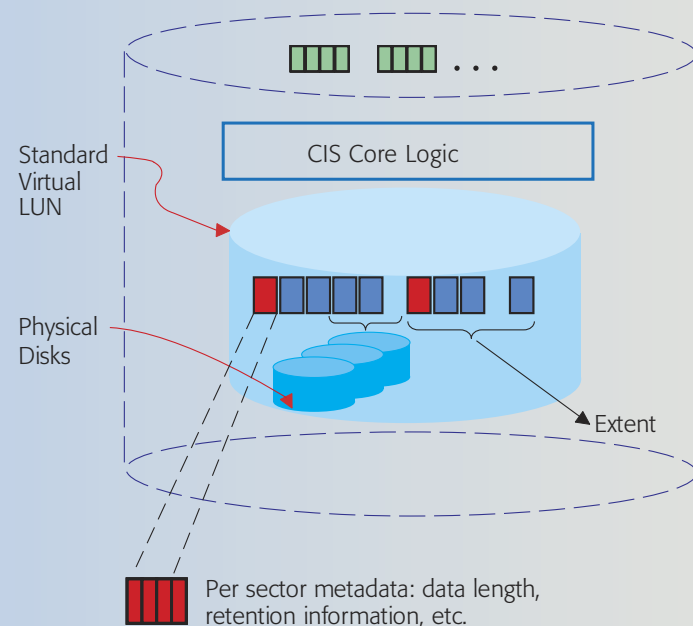 . . .
CIS Core Logic
Standard
Virtual
LUN
Physical
Disks
Extent
Per sector metadata: data length,
retention information, etc.